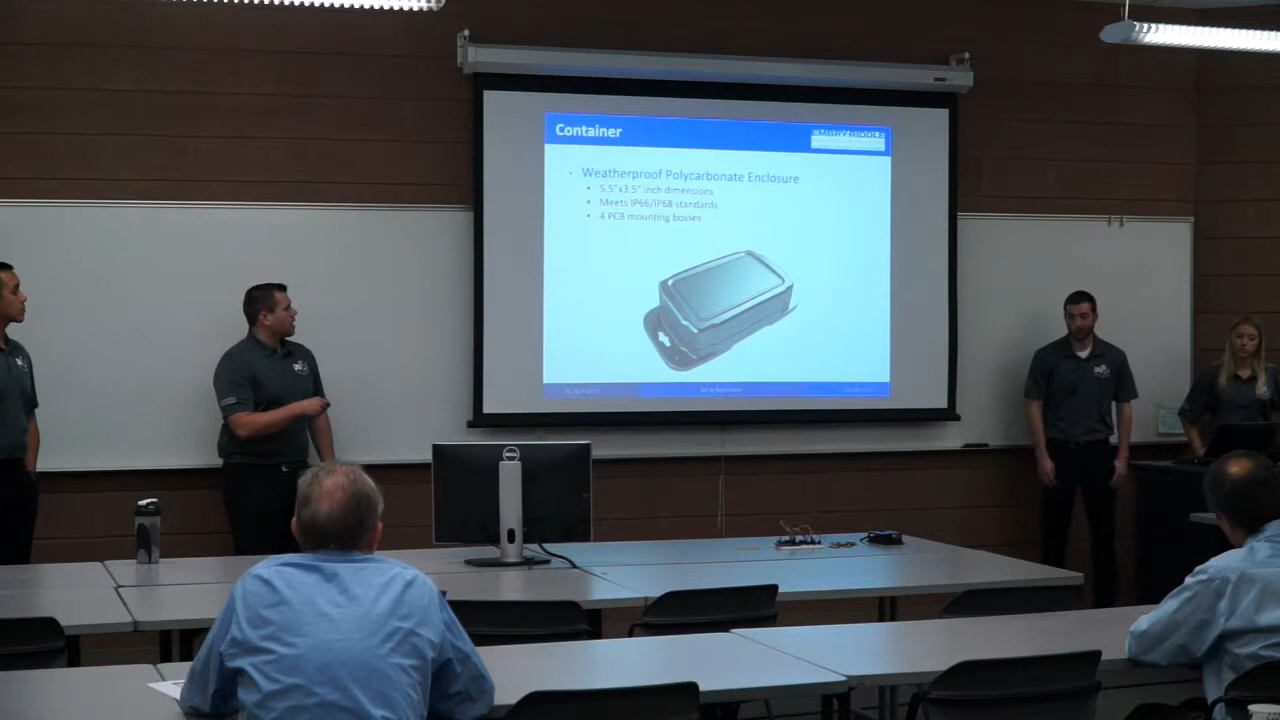 Container
EMBRY-RIDDLE
Weatherproof Polycarbonate Enclosure
5.5"x3.5" inch dimensions
Meets IP66/IP68 standards
4 PCB mounting bosses
DELL